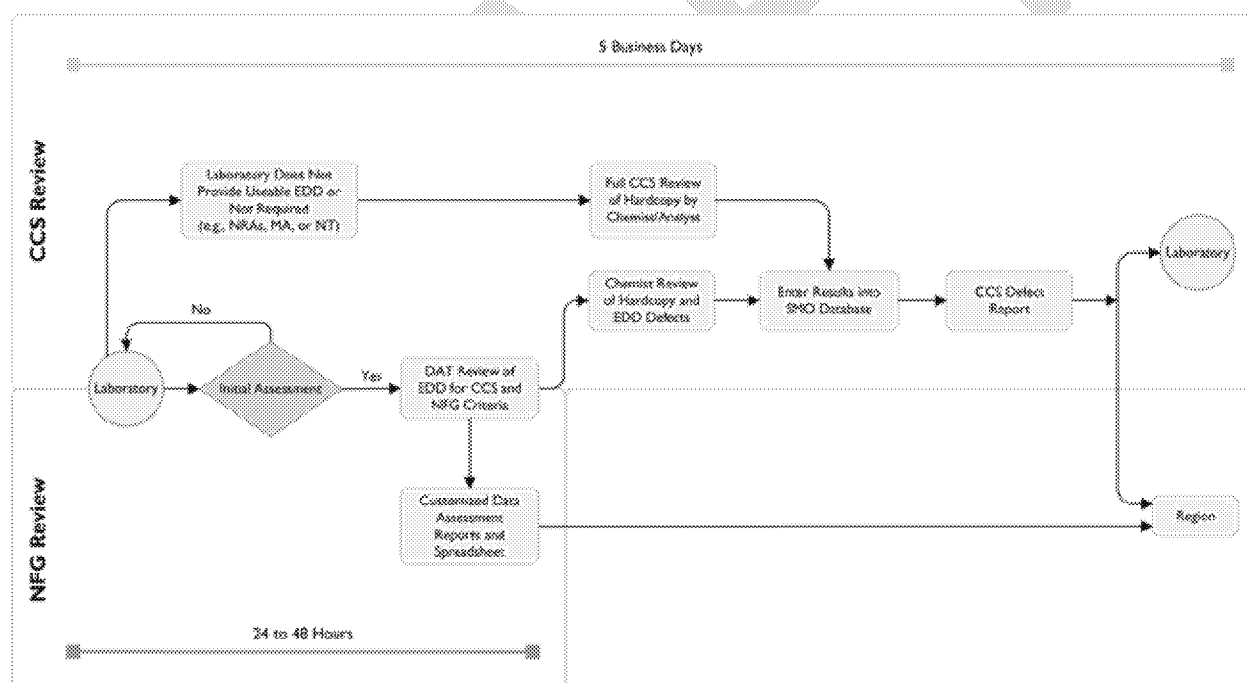 5 Business Days
CCS Review
Laboratory Does Not
Provide Useable EDD or
Not Required
(e.g., NRAs, MA, or NT)
Full CCS Review
of Hardcopy by
Chemist/Analyst
Laboratory
Chemist Review
of Hardcopy and
EDD Defects
Enter Results into
SMO Database
CCS Defect
Report
No
Laboratory
Initial Assessment
Yes
DAT Review of
EDD for CCS and
NFG Criteria
NFG Review
Customized Data
Assessment
Reports and
Spreadsheet
Region
24 to 48 Hours